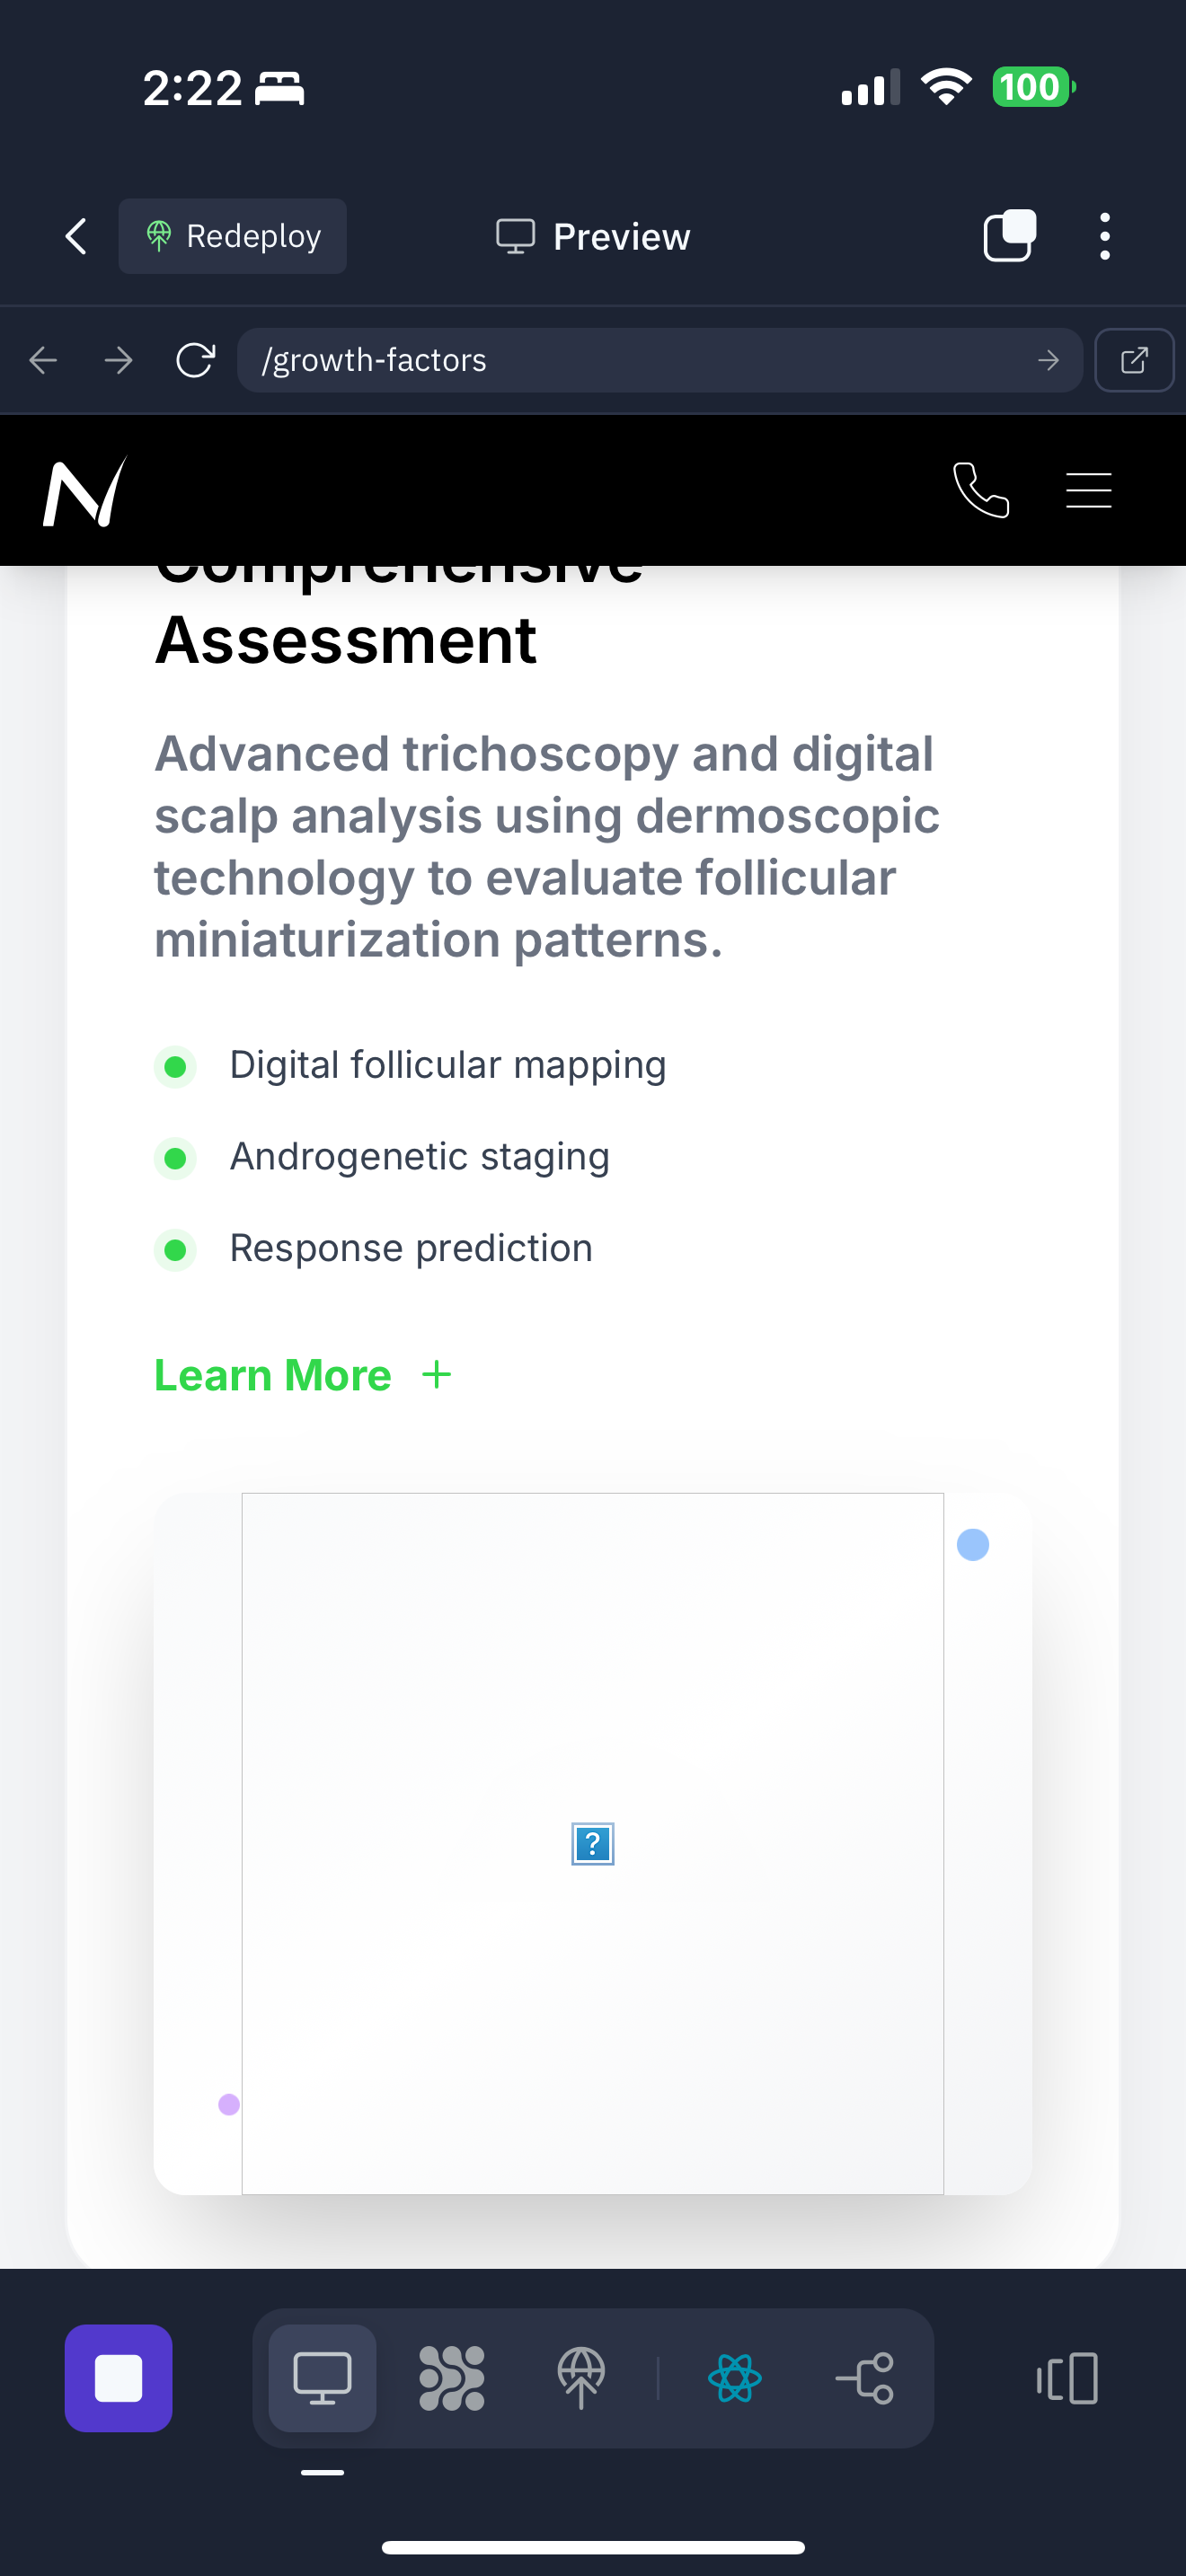 2:22
100
Redeploy
Preview
/growth-factors
N
Comprehensive
Assessment
Advanced trichoscopy and digital
scalp analysis using dermoscopic
technology to evaluate follicular
miniaturization patterns.
Digital follicular mapping
Androgenetic staging
Response prediction
Learn More +
?